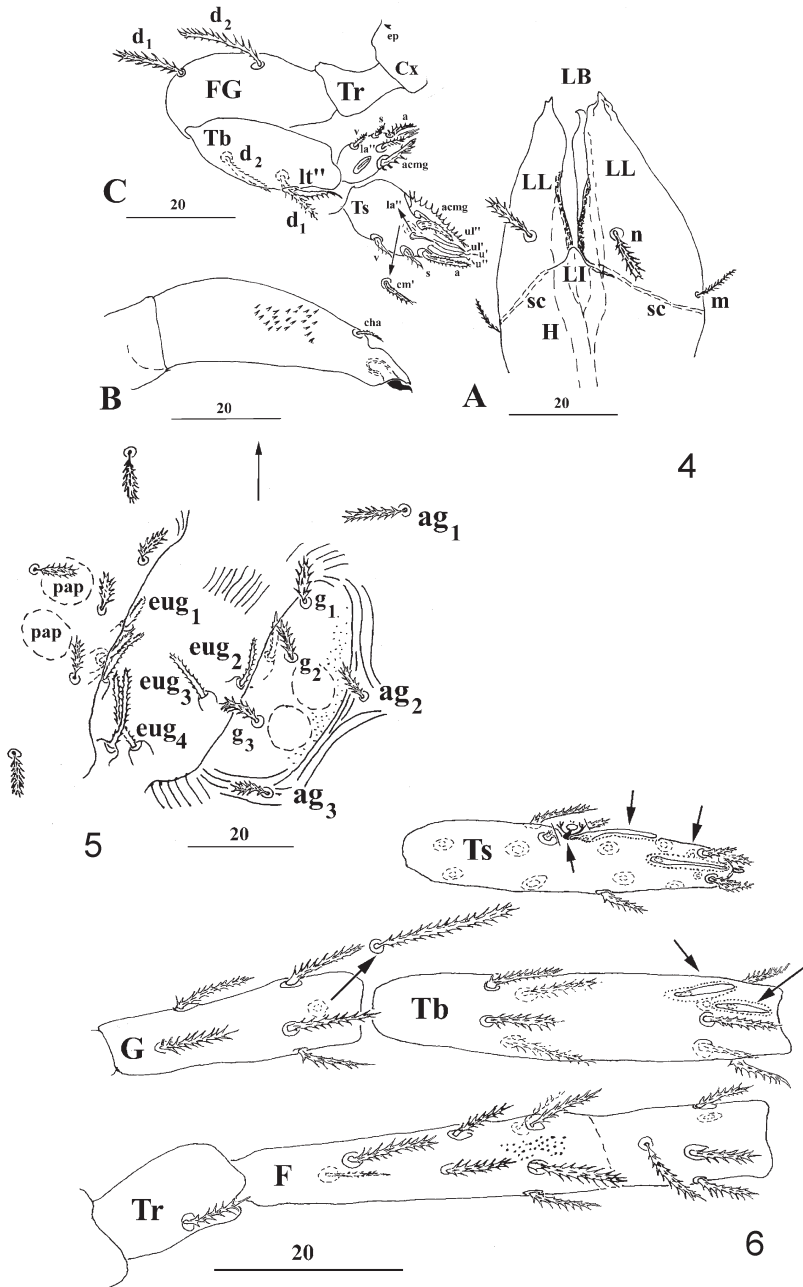 d2
d1
ep
Cx
FG
Tr
LB
Tb
v
s
a
la"
d2
acmg
LL
LL
lt"
C
Ts
acmg
20
d1
la"
ul"
ul'
u'
u"
n
v
s
a
LI
cm'
sc
sc
m
cha
H
B
20
A
20
4
ag1
pap
g1
eug1
pap
eug2
g2
eug3
ag2
g3
eug4
ag3
5
20
Ts
Tb
G
F
Tr
20
6